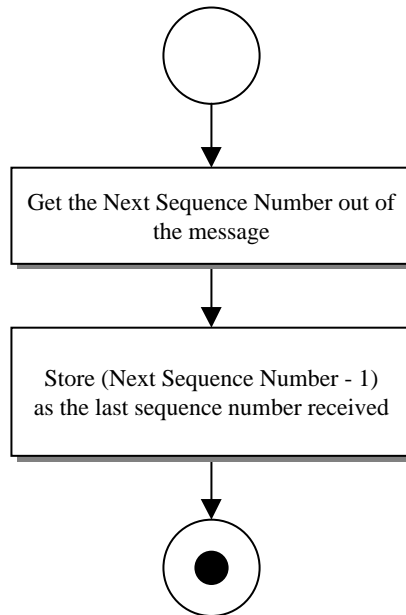 Get the Next Sequence Number out of
the message
Store (Next Sequence Number - 1)
as the last sequence number received